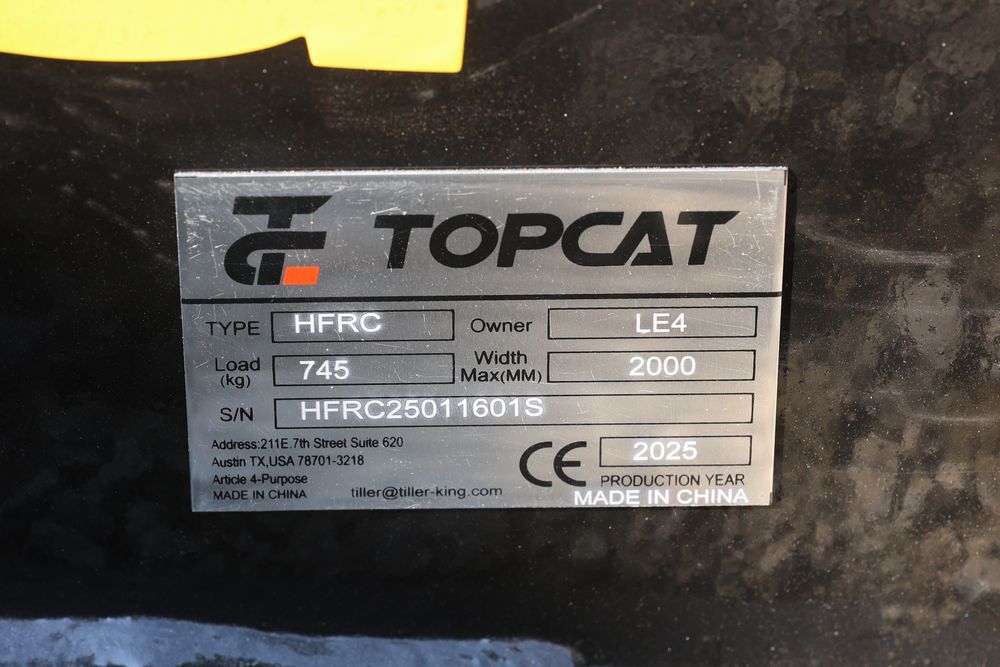 TOPCAT
TYPE HFRC Owner LE4
Load (kg) 745 Width Max(MM) 2000
S/N HFRC25011601S
Address:211E.7th Street Suite 620
Austin TX,USA 78701-3218
Article 4-Purpose
MADE IN CHINA
tiller@tiller-king.com
CE 2025
PRODUCTION YEAR
MADE IN CHINA